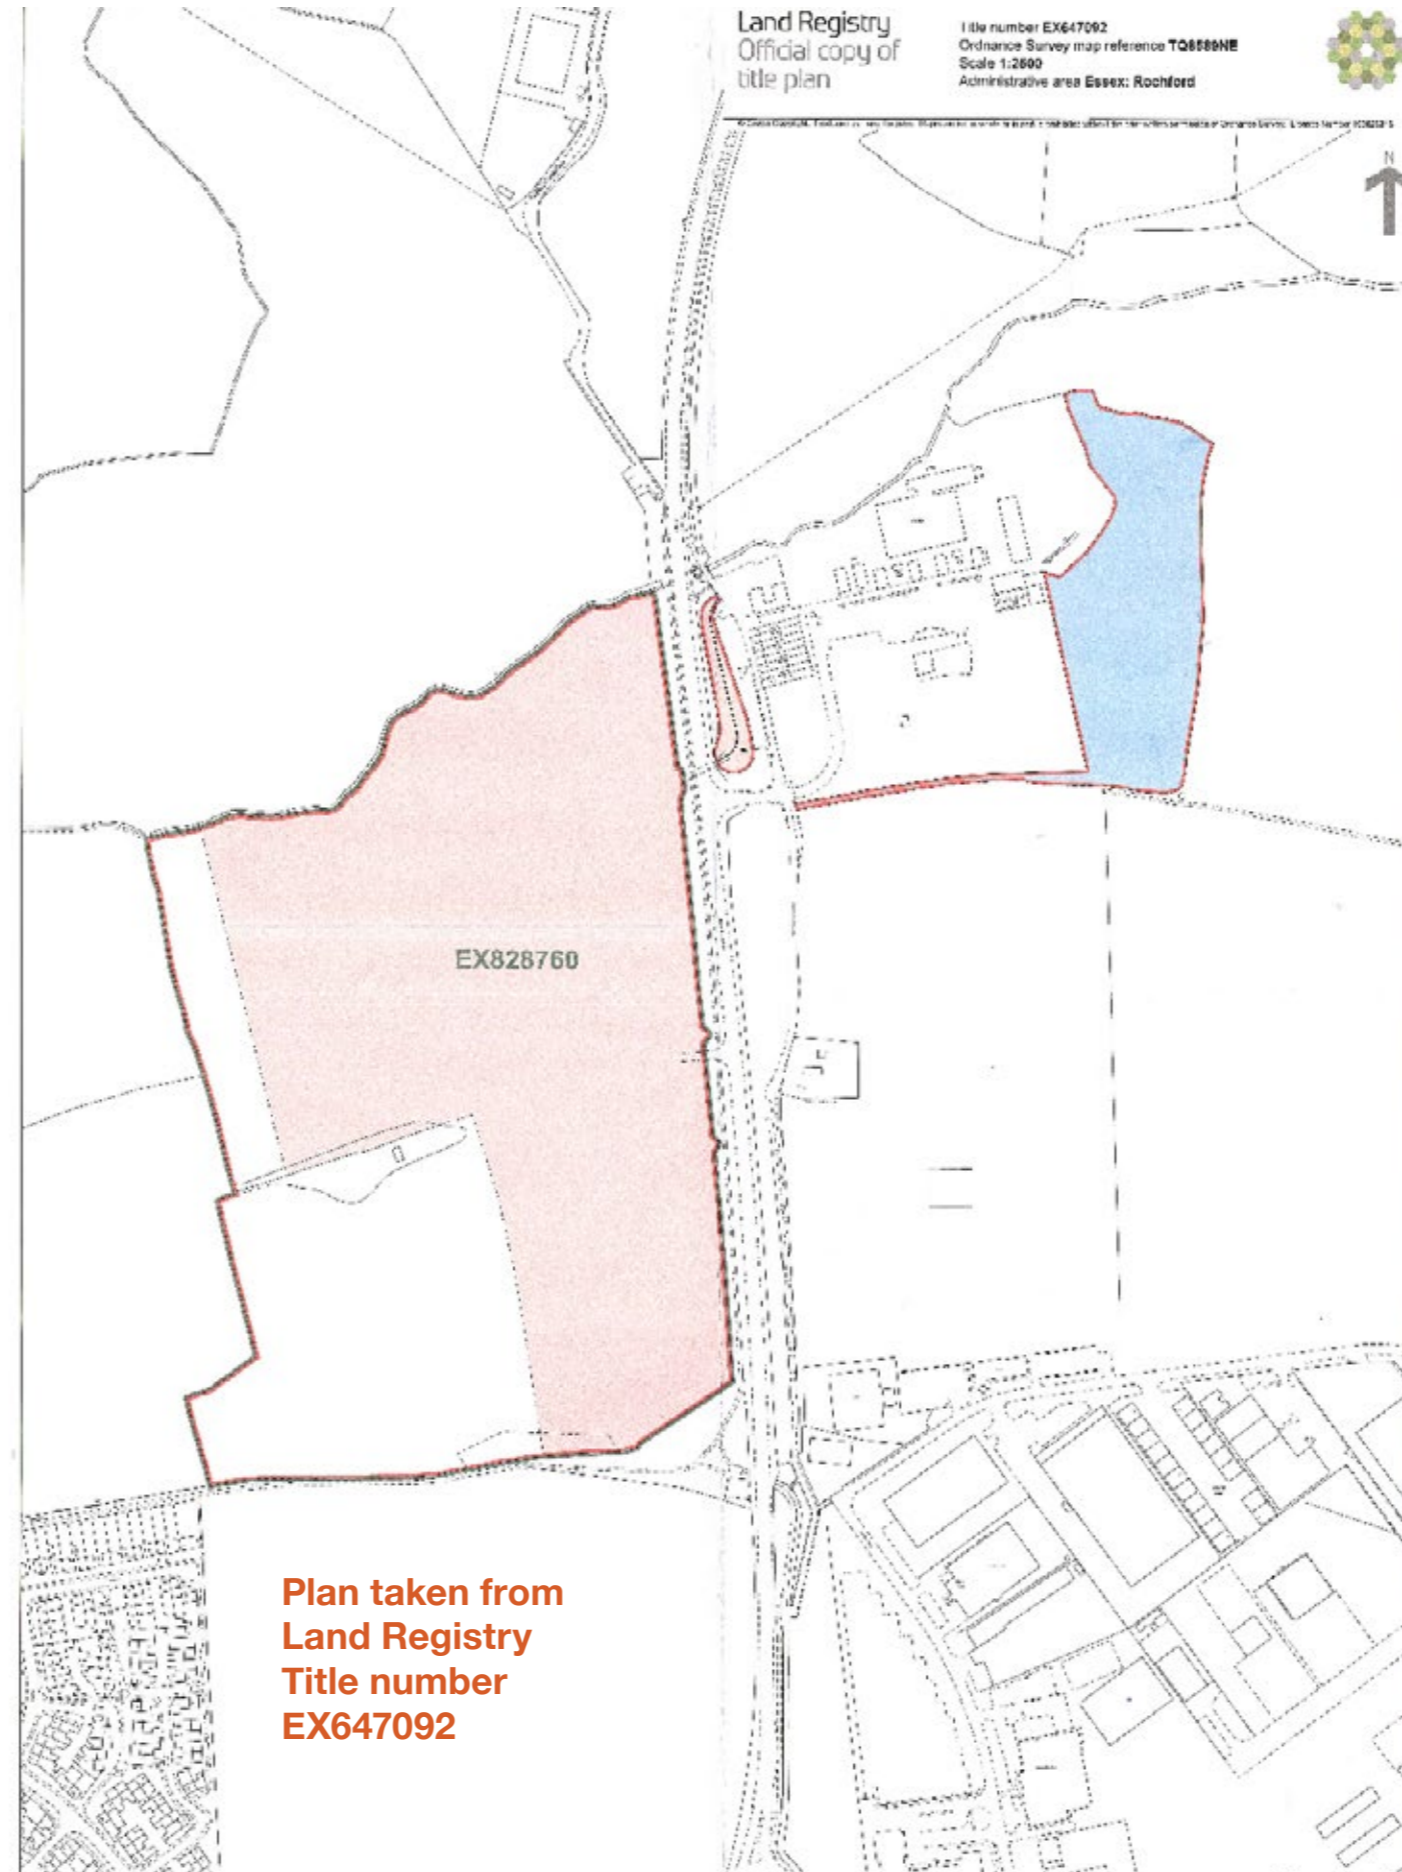 Land Registry
Official copy of
title plan
Title number EX647092
Ordnance Survey map reference TQ8589NE
Scale 1:2500
Administrative area Essex: Rochford
N
EX828760
Plan taken from
Land Registry
Title number
EX647092